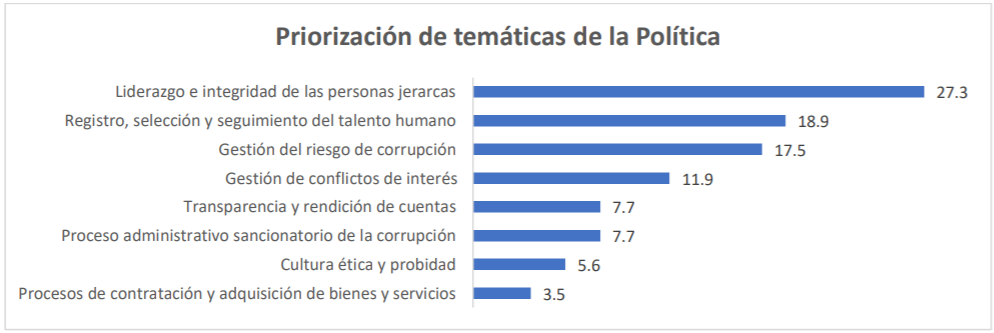 Priorización de temáticas de la Política
Liderazgo e integridad de las personas jerarcas 27.3
Registro, selección y seguimiento del talento humano 18.9
Gestión del riesgo de corrupción 17.5
Gestión de conflictos de interés 11.9
Transparencia y rendición de cuentas 7.7
Proceso administrativo sancionatorio de la corrupción 7.7
Cultura ética y probidad 5.6
Procesos de contratación y adquisición de bienes y servicios 3.5